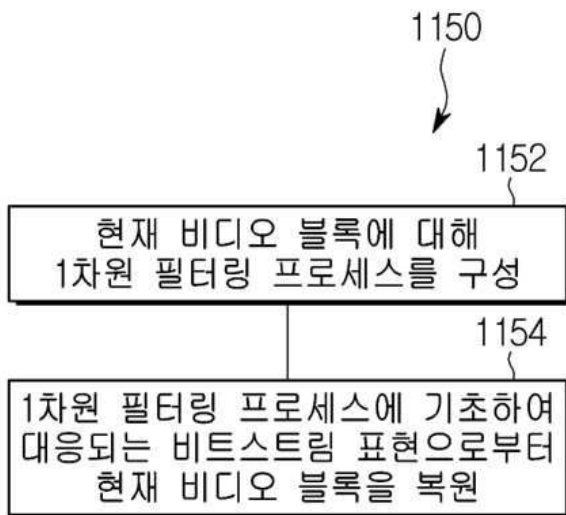 1150
1152
현재 비디오 블록에 대해
1차원 필터링 프로세스를 구성
1154
1차원 필터링 프로세스에 기초하여
대응되는 비트스트림 표현으로부터
현재 비디오 블록을 복원